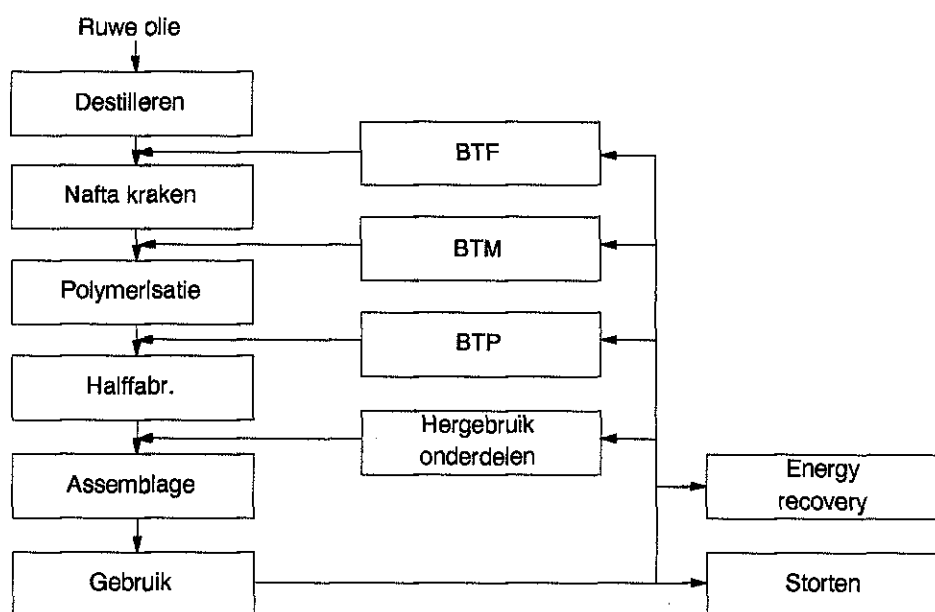 Ruwe olie
Destilleren
BTF
Nafta kraken
BTM
Polymerisatie
BTP
Halffabr.
Hergebruik
onderdelen
Assemblage
Energy
recovery
Gebruik
Storten